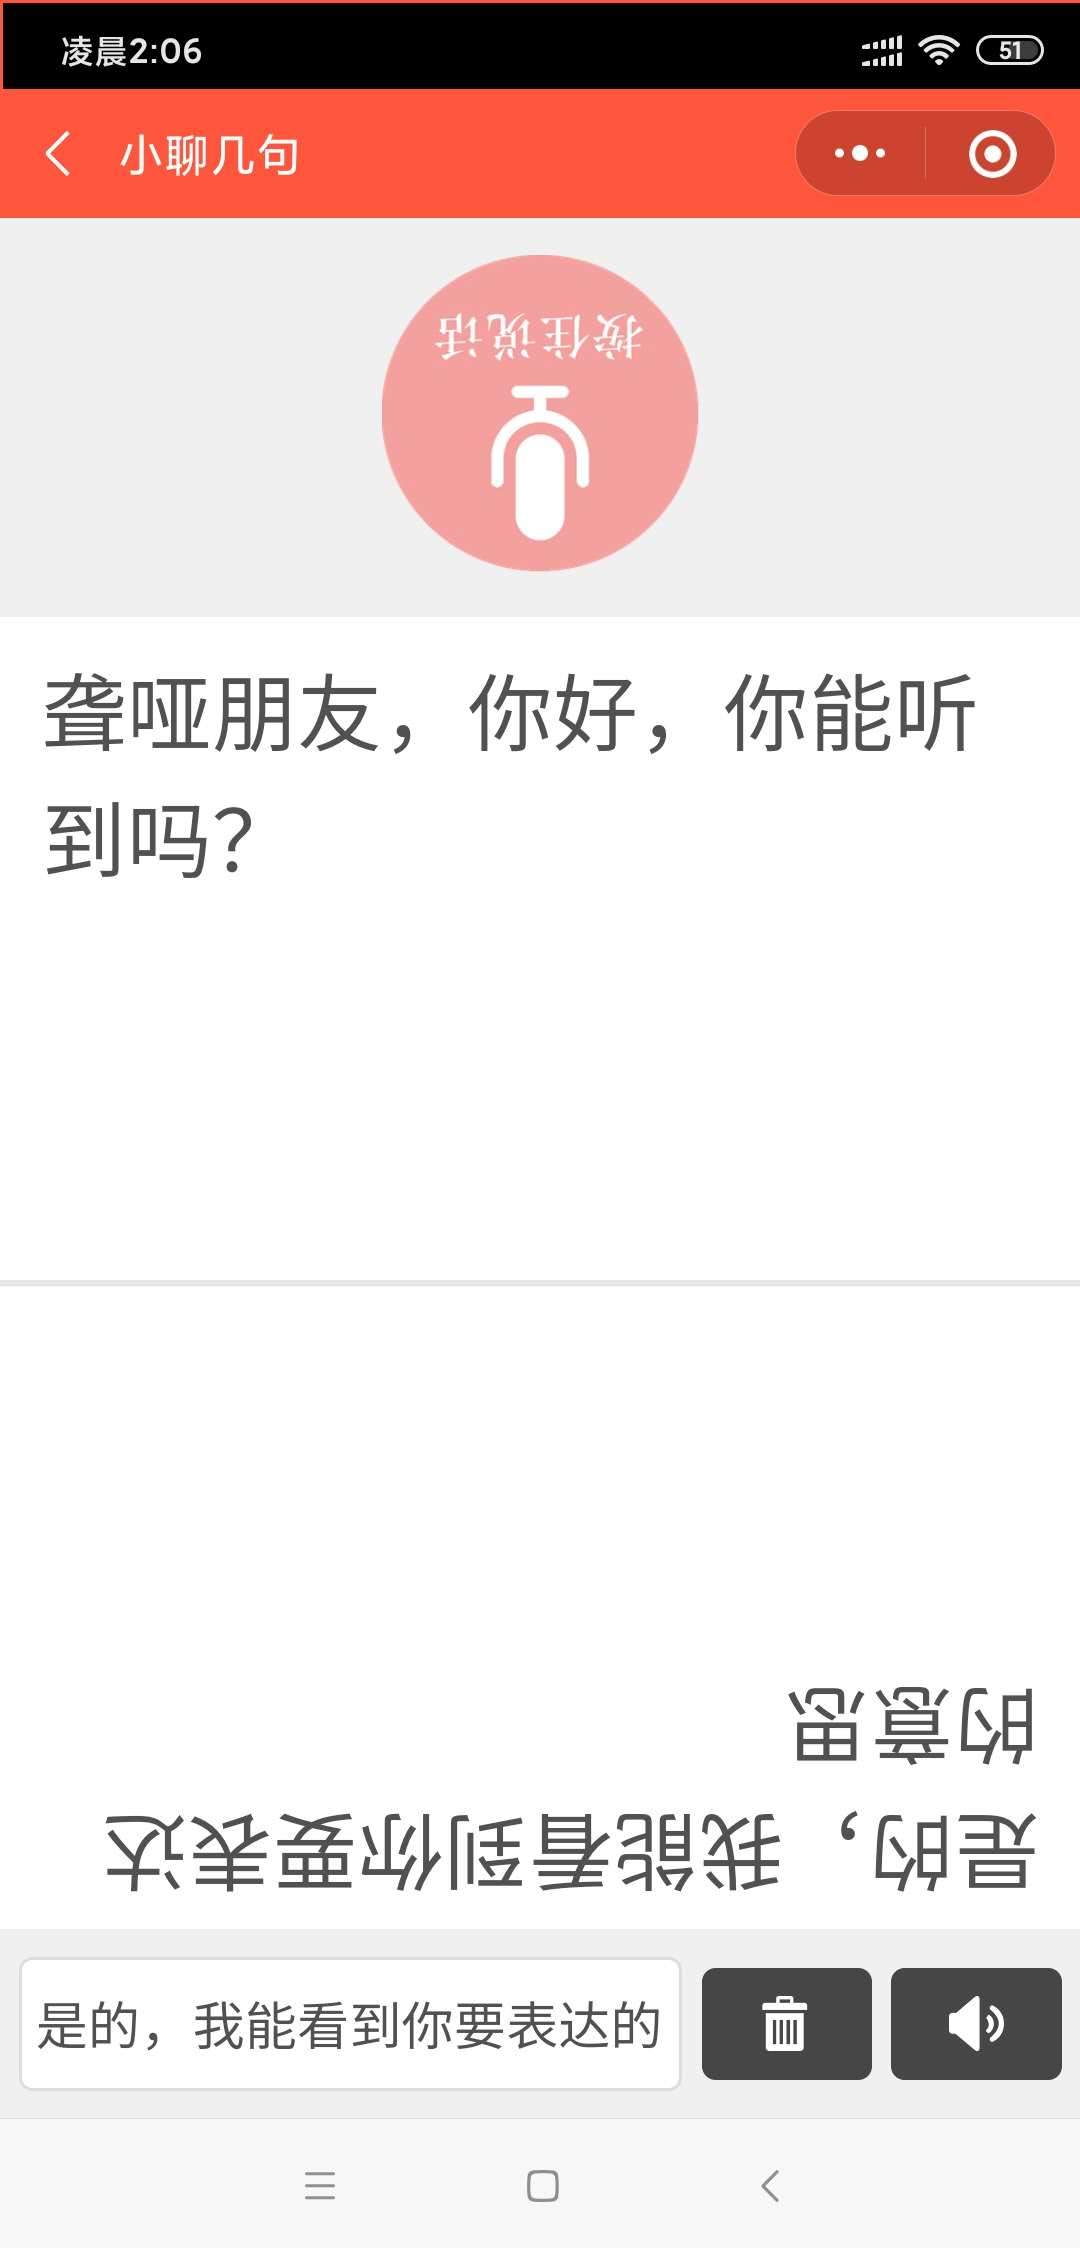 凌晨2:06
51
小聊几句
按住说话
聋哑朋友，你好，你能听
到吗？
是的，我能看到你要表达
的意思
是的，我能看到你要表达的